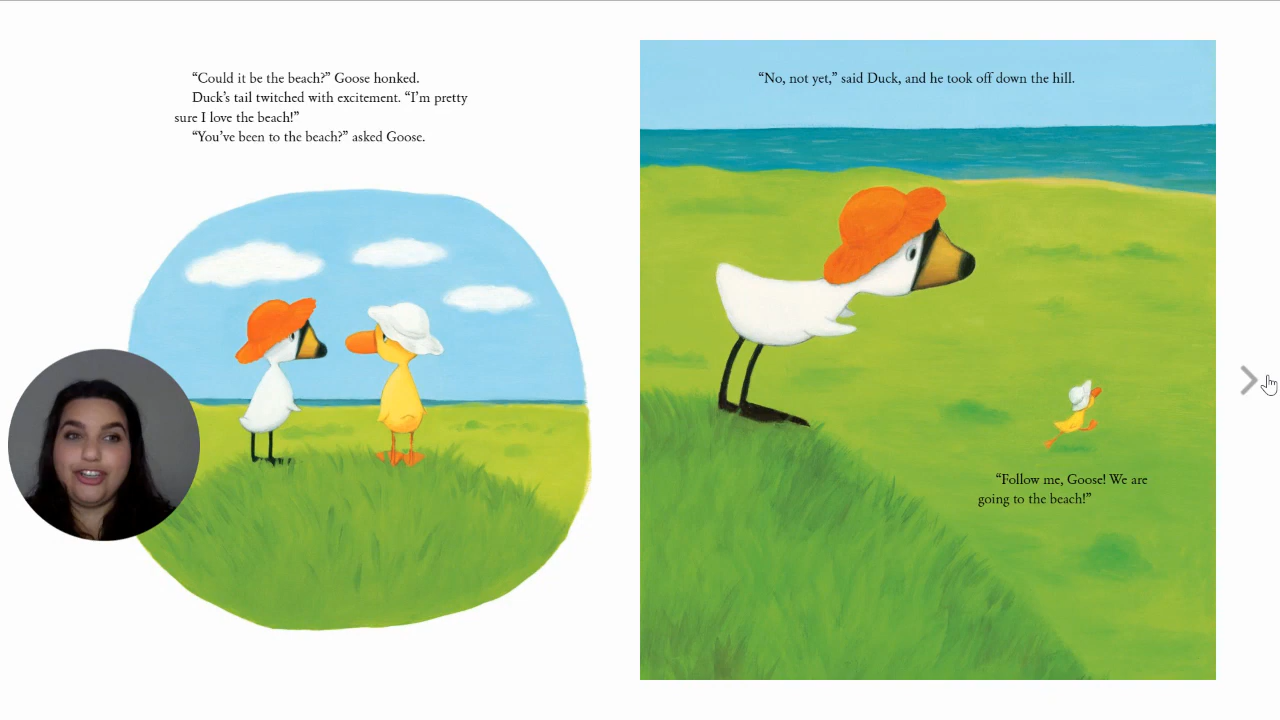 “Could it be the beach?” Goose honked.
Duck’s tail twitched with excitement. “I’m pretty
sure I love the beach!”
“You’ve been to the beach?” asked Goose.
“No, not yet,” said Duck, and he took off down the hill.
“Follow me, Goose! We are
going to the beach!”